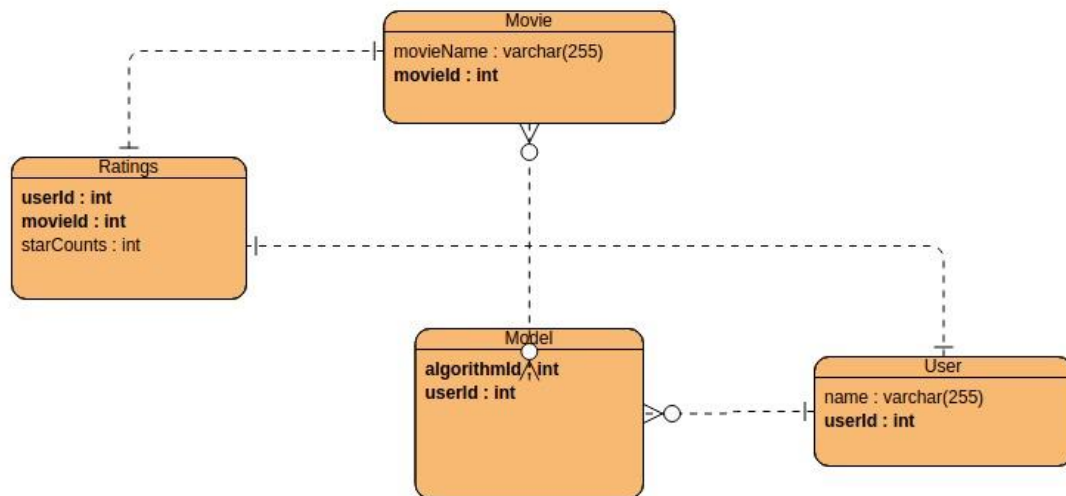 Movie
movieName : varchar(255)
movieId : int
Ratings
userId : int
movieId : int
starCounts : int
Model
algorithmId : int
userId : int
User
name : varchar(255)
userId : int